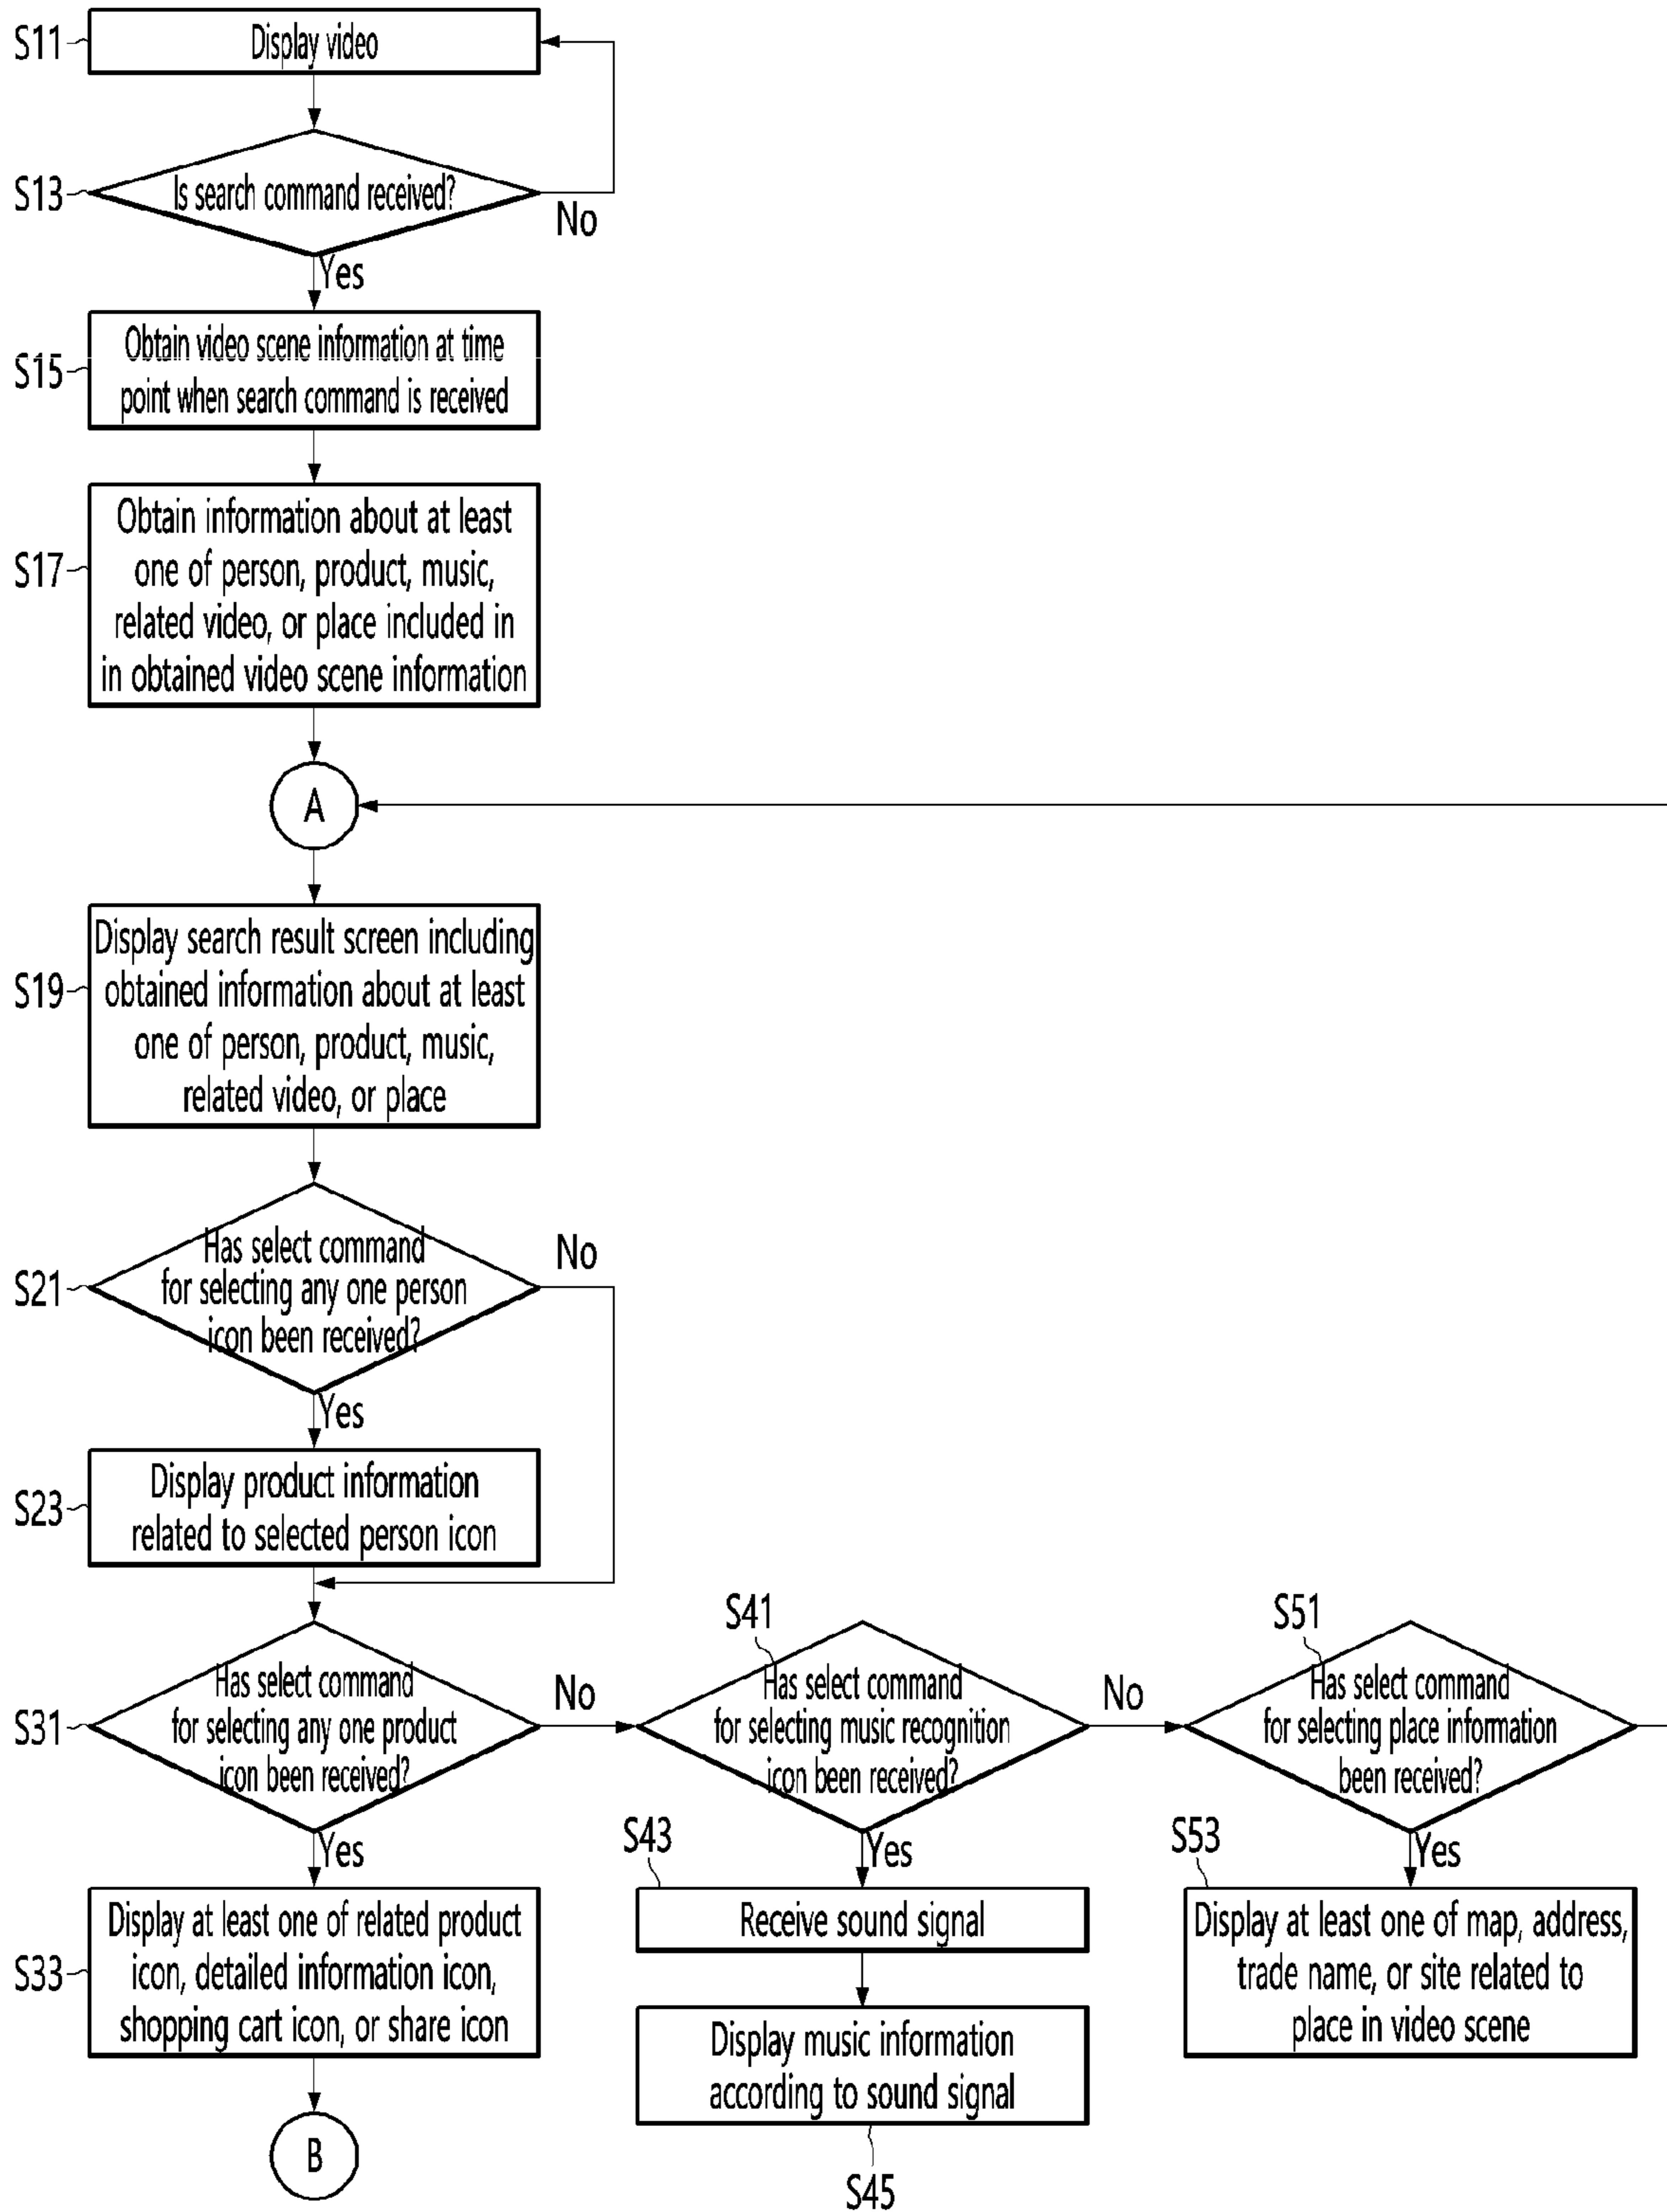 S11
Display video
S13
Is search command received?
No
Yes
S15
Obtain video scene information at time
point when search command is received
S17
Obtain information about at least
one of person, product, music,
related video, or place included in
in obtained video scene information
A
S19
Display search result screen including
obtained information about at least
one of person, product, music,
related video, or place
S21
Has select command
for selecting any one person
icon been received?
No
Yes
S23
Display product information
related to selected person icon
S31
Has select command
for selecting any one product
icon been received?
No
Yes
S33
Display at least one of related product
icon, detailed information icon,
shopping cart icon, or share icon
B
S41
Has select command
for selecting music recognition
icon been received?
No
Yes
S43
Receive sound signal
Display music information
according to sound signal
S45
S51
Has select command
for selecting place information
been received?
Yes
S53
Display at least one of map, address,
trade name, or site related to
place in video scene